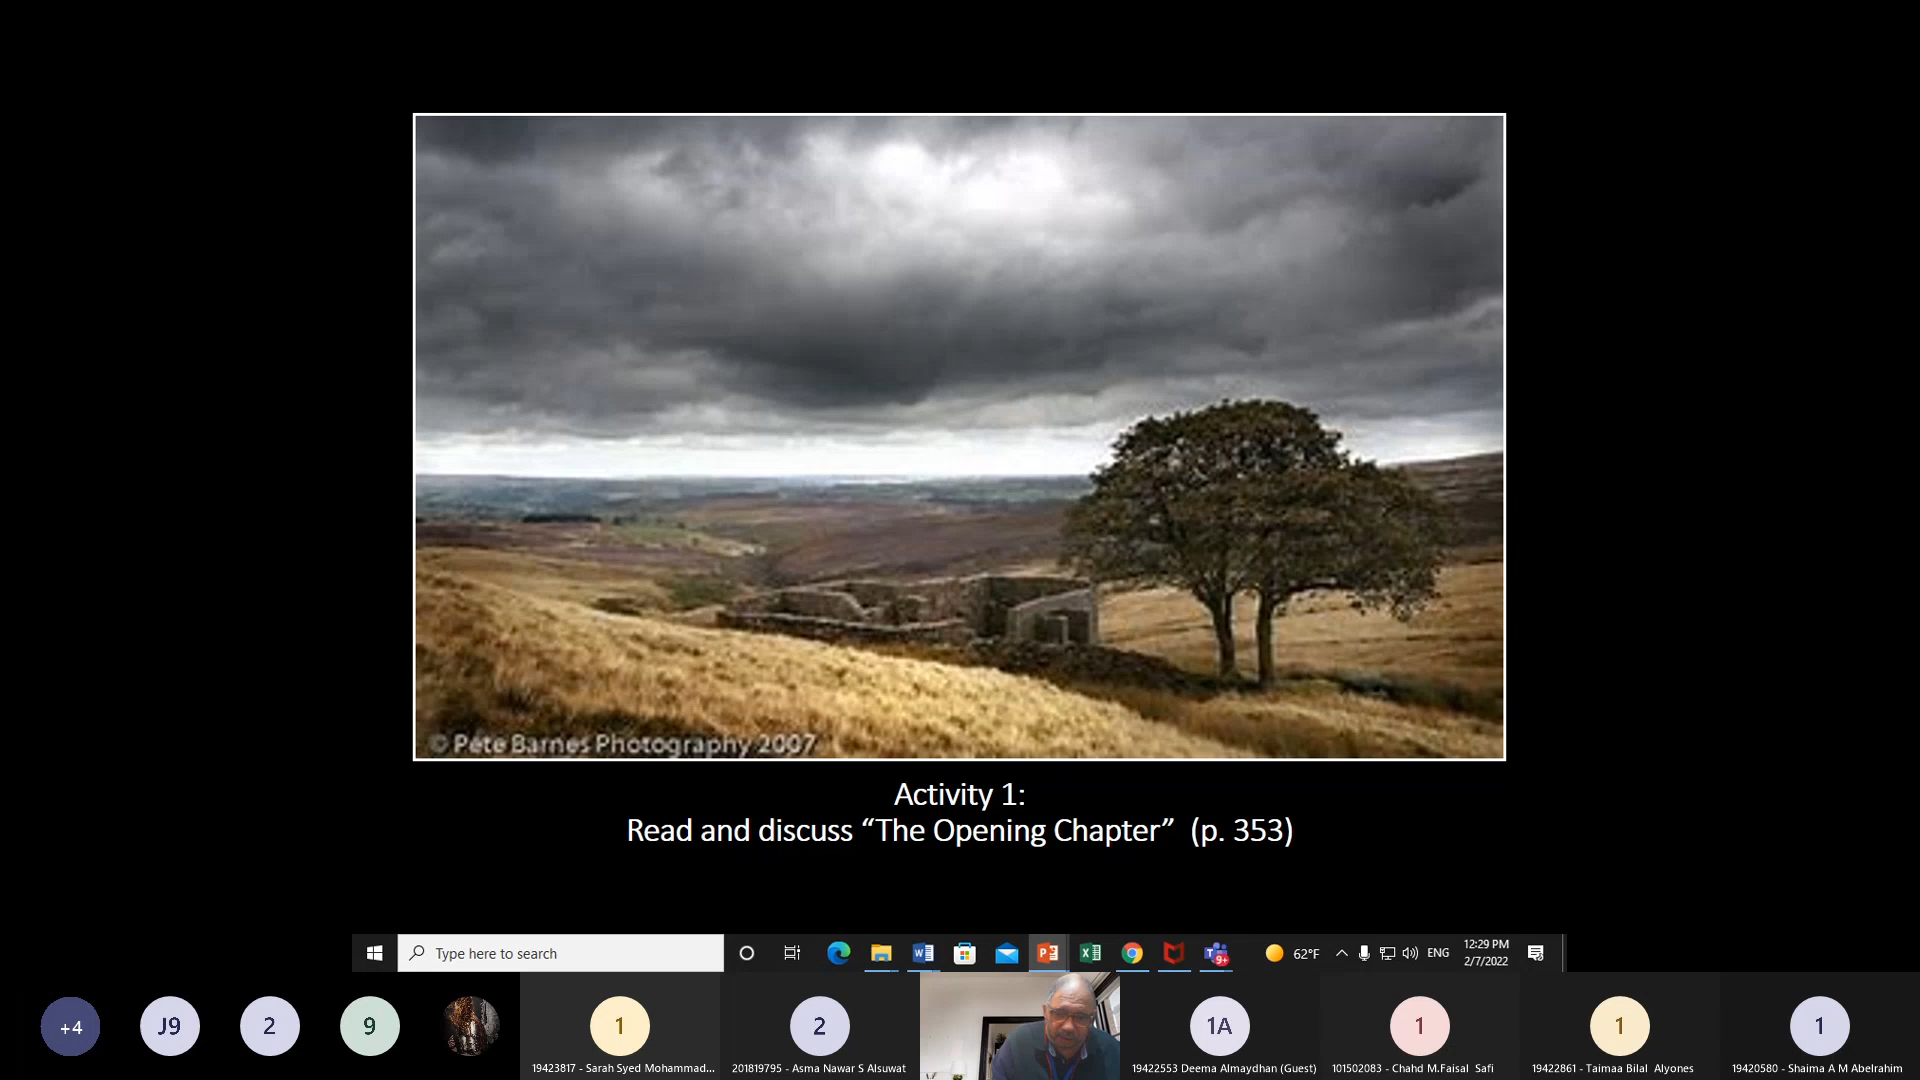 © Pete Barnes Photography 2007
Activity 1:
Read and discuss “The Opening Chapter” (p. 353)
Type here to search
9+
62°F
ENG
12:29 PM
2/7/2022
+4
J9
2
9
1
2
1A
1
1
1
19423817 - Sarah Syed Mohammad...
201819795 - Asma Nawar S Alsuwat
19422553 Deema Almaydhan (Guest)
101502083 - Chahd M.Faisal Safi
19422861 - Taimaa Bilal Alyones
19420580 - Shaima A M Abelrahim